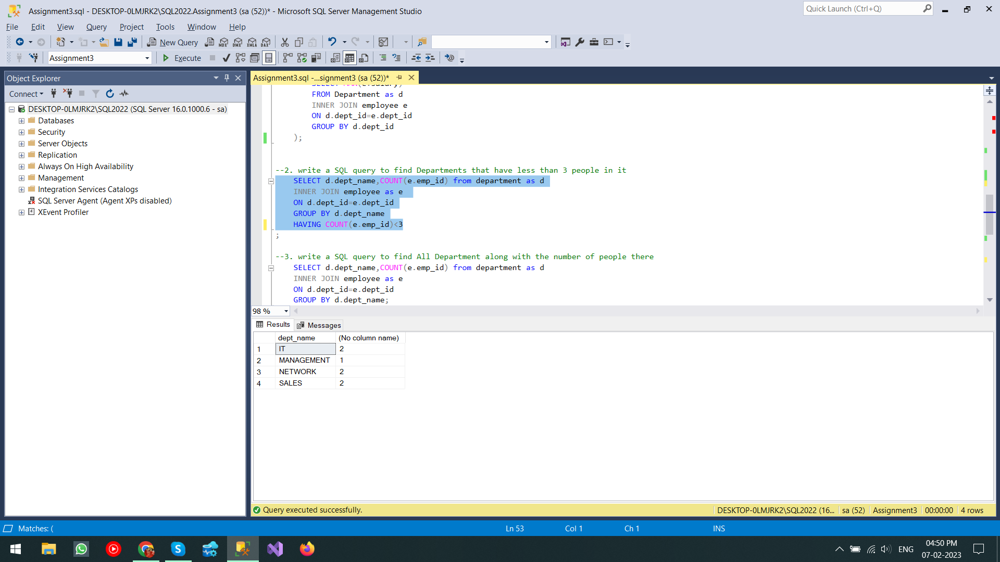 Assignment3.sql - DESKTOP-0LMJRK2\SQL2022.Assignment3 (sa (52))* - Microsoft SQL Server Management Studio
Quick Launch (Ctrl+Q)
File Edit View Query Project Tools Window Help
New Query MDX DMX XMLA DAX
Assignment3 Execute
Object Explorer
Connect
DESKTOP-0LMJRK2\SQL2022 (SQL Server 16.0.1000.6 - sa)
Databases
Security
Server Objects
Replication
Always On High Availability
Management
Integration Services Catalogs
SQL Server Agent (Agent XPs disabled)
XEvent Profiler
Assignment3.sql -...signment3 (sa (52))*
SELECT MAX(e.salary)
FROM Department as d
INNER JOIN employee e
ON d.dept_id=e.dept_id
GROUP BY d.dept_id
);
--2. write a SQL query to find Departments that have less than 3 people in it
SELECT d.dept_name,COUNT(e.emp_id) from department as d
INNER JOIN employee as e
ON d.dept_id=e.dept_id
GROUP BY d.dept_name
HAVING COUNT(e.emp_id)<3
;
--3. write a SQL query to find All Department along with the number of people there
SELECT d.dept_name,COUNT(e.emp_id) from department as d
INNER JOIN employee as e
ON d.dept_id=e.dept_id
GROUP BY d.dept_name;
98 %
Results Messages
dept_name (No column name)
1 IT 2
2 MANAGEMENT 1
3 NETWORK 2
4 SALES 2
Query executed successfully. DESKTOP-0LMJRK2\SQL2022 (16... sa (52) Assignment3 00:00:00 4 rows
Matches: ( Ln 53 Col 1 Ch 1 INS
ENG
04:50 PM
07-02-2023